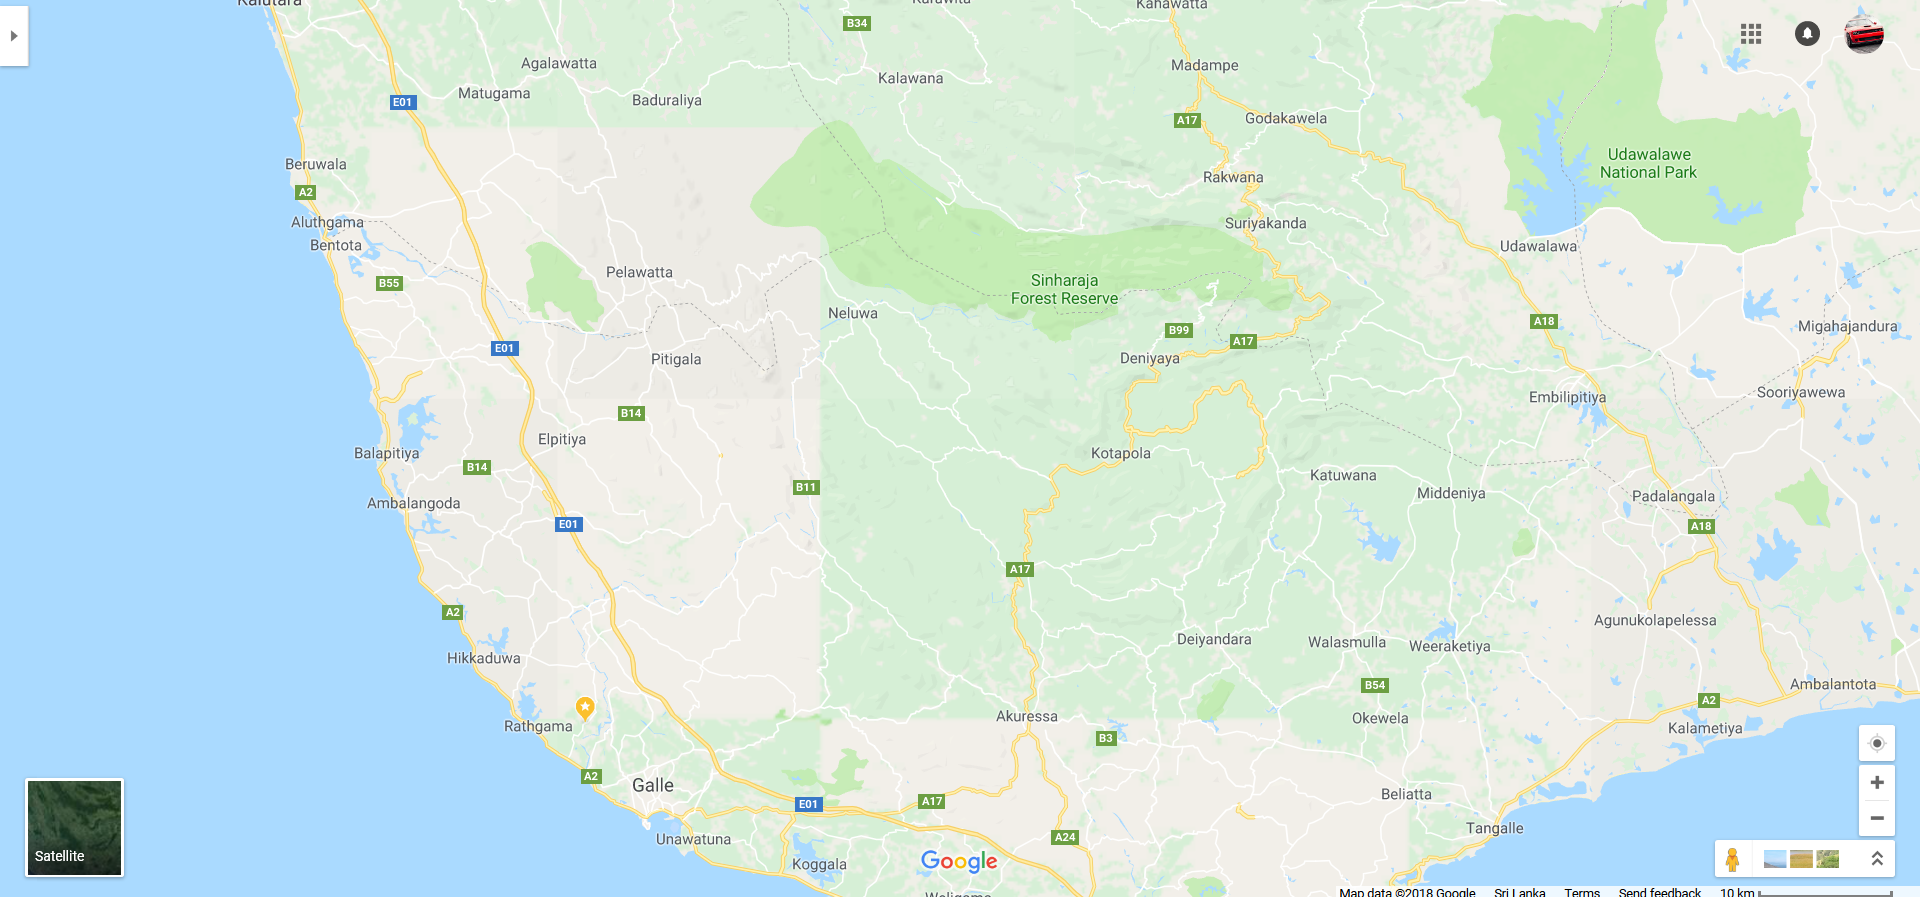 Kalutara
Karawita
Kahawatta
B34
Agalawatta
Madampe
Kalawana
Matugama
Baduraliya
E01
A17
Godakawela
Beruwala
Udawalawe
National Park
Rakwana
A2
Aluthgama
Suriyakanda
Bentota
Udawalawa
Pelawatta
Sinharaja
Forest Reserve
B55
Neluwa
A18
Migahajandura
B99
A17
E01
Pitigala
Deniyaya
Sooriyawewa
Embilipitiya
B14
Elpitiya
Balapitiya
Kotapola
B14
Katuwana
B11
Middeniya
Padalangala
Ambalangoda
E01
A18
A17
A2
Agunukolapelessa
Deiyandara
Walasmulla
Weeraketiya
Hikkaduwa
B54
Ambalantota
A2
Rathgama
Akuressa
Okewela
Kalametiya
B3
A2
Galle
Beliatta
A17
E01
Tangalle
Unawatuna
A24
Satellite
Google
Koggala
Weligama
Map data ©2018 Google Sri Lanka Terms Send feedback 10 km